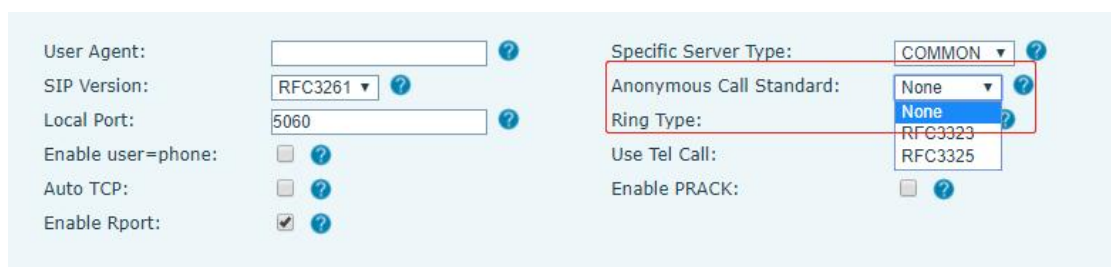 User Agent:
Specific Server Type: COMMON
SIP Version: RFC3261
Anonymous Call Standard: None
None
Local Port: 5060
Ring Type:
RFC3323
Enable user=phone:
Use Tel Call:
RFC3325
Auto TCP:
Enable PRACK:
Enable Rport: